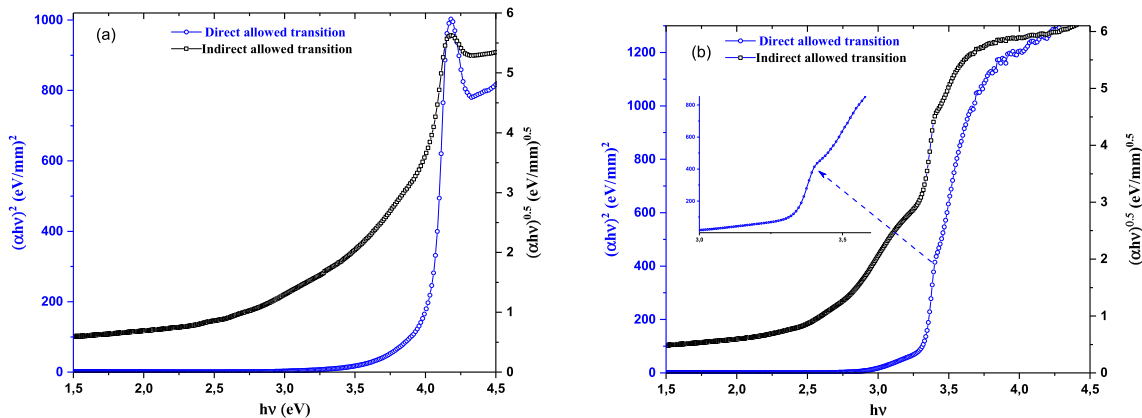 (a)
Direct allowed transition
Indirect allowed transition
(αhν)² (eV/mm)²
1000
800
600
400
200
0
6
5
4
3
2
1
0
(αhν)^0.5 (eV/mm)^0.5
1,5 2,0 2,5 3,0 3,5 4,0 4,5
hν (eV)
(b)
Direct allowed transition
Indirect allowed transition
(αhν)² (eV/mm)²
1200
1000
800
600
400
200
0
800
600
400
200
3,0 3,5
6
5
4
3
2
1
0
(αhν)^0.5 (eV/mm)^0.5
1,5 2,0 2,5 3,0 3,5 4,0 4,5
hν